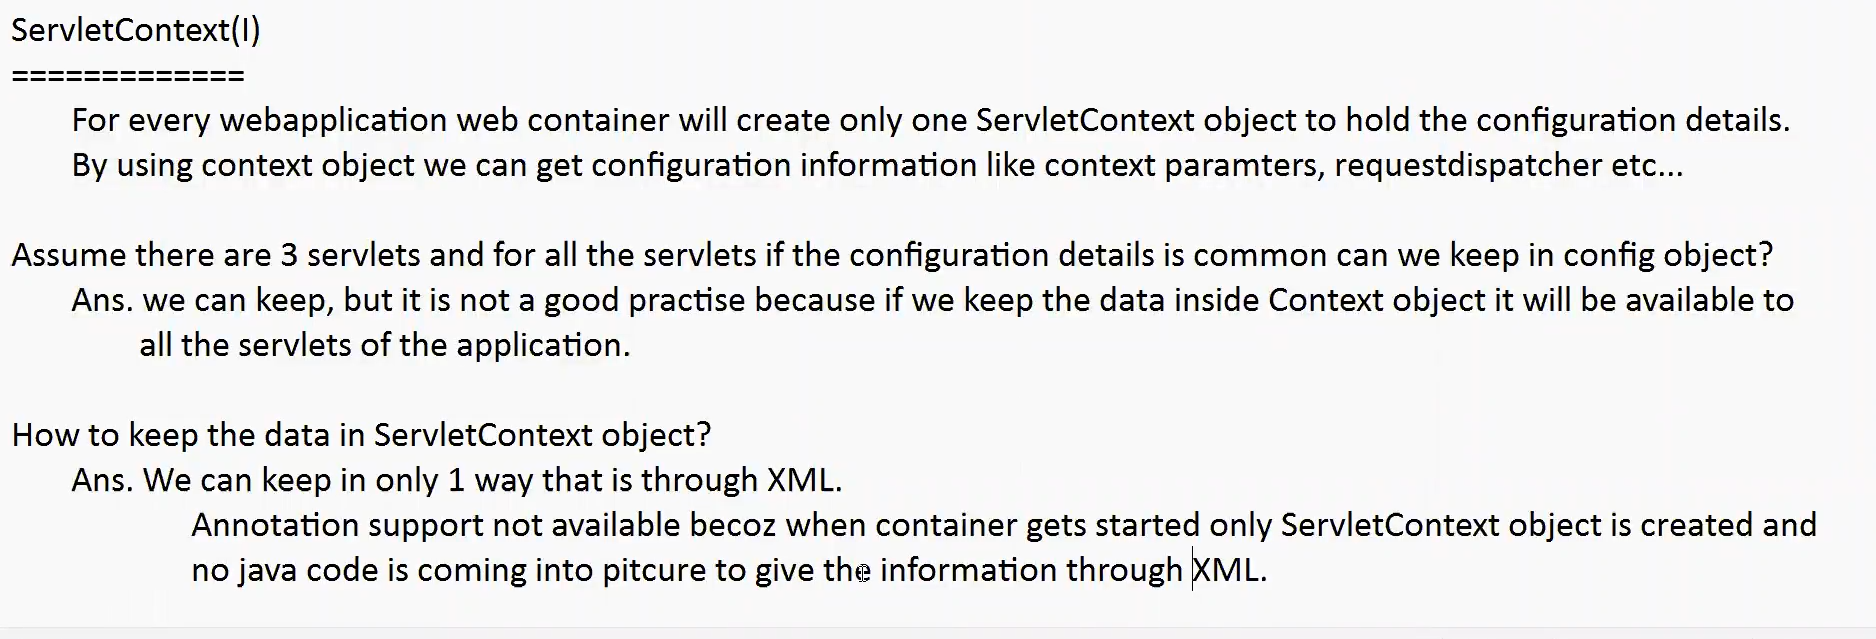 ServletContext(I)
=============
For every webapplication web container will create only one ServletContext object to hold the configuration details.
By using context object we can get configuration information like context paramters, requestdispatcher etc...
Assume there are 3 servlets and for all the servlets if the configuration details is common can we keep in config object?
Ans. we can keep, but it is not a good practise because if we keep the data inside Context object it will be available to
all the servlets of the application.
How to keep the data in ServletContext object?
Ans. We can keep in only 1 way that is through XML.
Annotation support not available becoz when container gets started only ServletContext object is created and
no java code is coming into pitcure to give the information through XML.